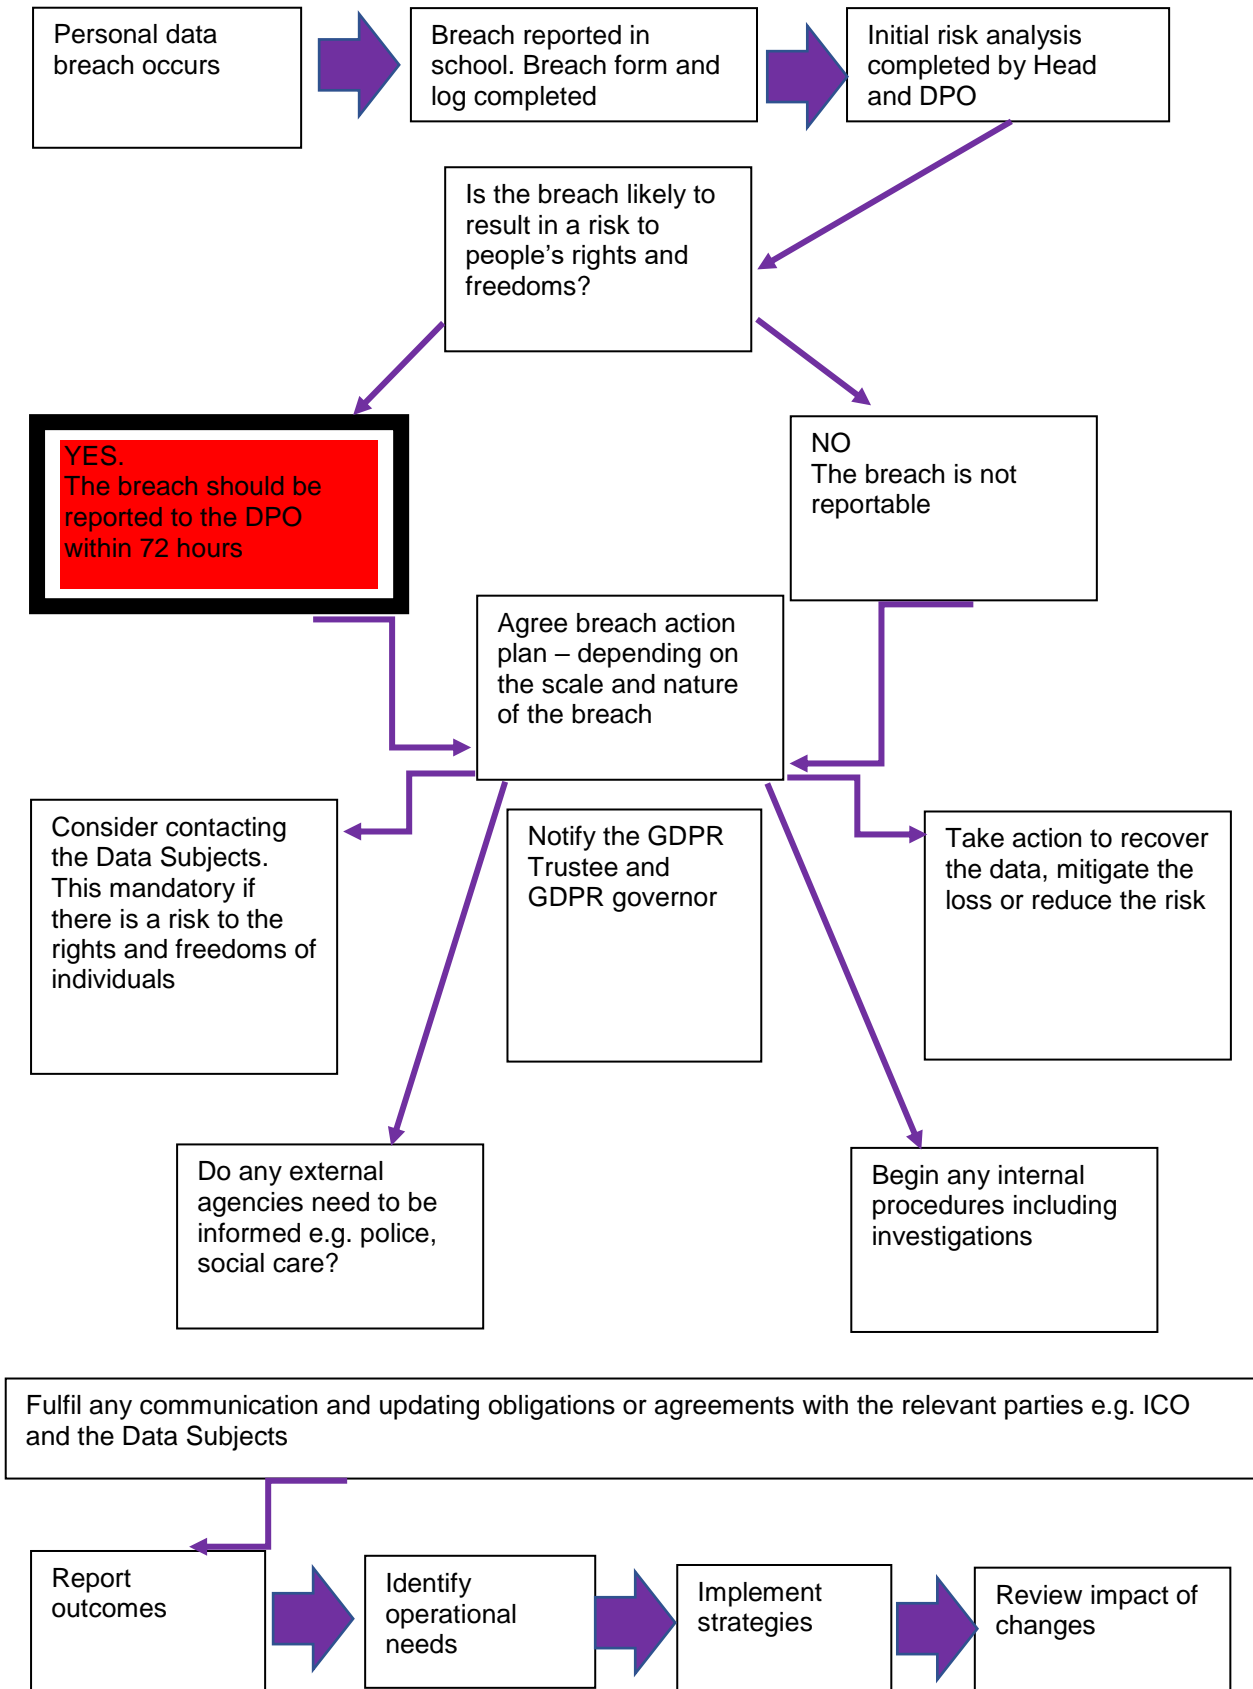 Personal data
breach occurs
Breach reported in
school. Breach form and
log completed
Initial risk analysis
completed by Head
and DPO
Is the breach likely to
result in a risk to
people’s rights and
freedoms?
YES.
The breach should be
reported to the DPO
within 72 hours
NO
The breach is not
reportable
Agree breach action
plan – depending on
the scale and nature
of the breach
Consider contacting
the Data Subjects.
This mandatory if
there is a risk to the
rights and freedoms of
individuals
Notify the GDPR
Trustee and
GDPR governor
Take action to recover
the data, mitigate the
loss or reduce the risk
Do any external
agencies need to be
informed e.g. police,
social care?
Begin any internal
procedures including
investigations
Fulfil any communication and updating obligations or agreements with the relevant parties e.g. ICO
and the Data Subjects
Report
outcomes
Identify
operational
needs
Implement
strategies
Review impact of
changes